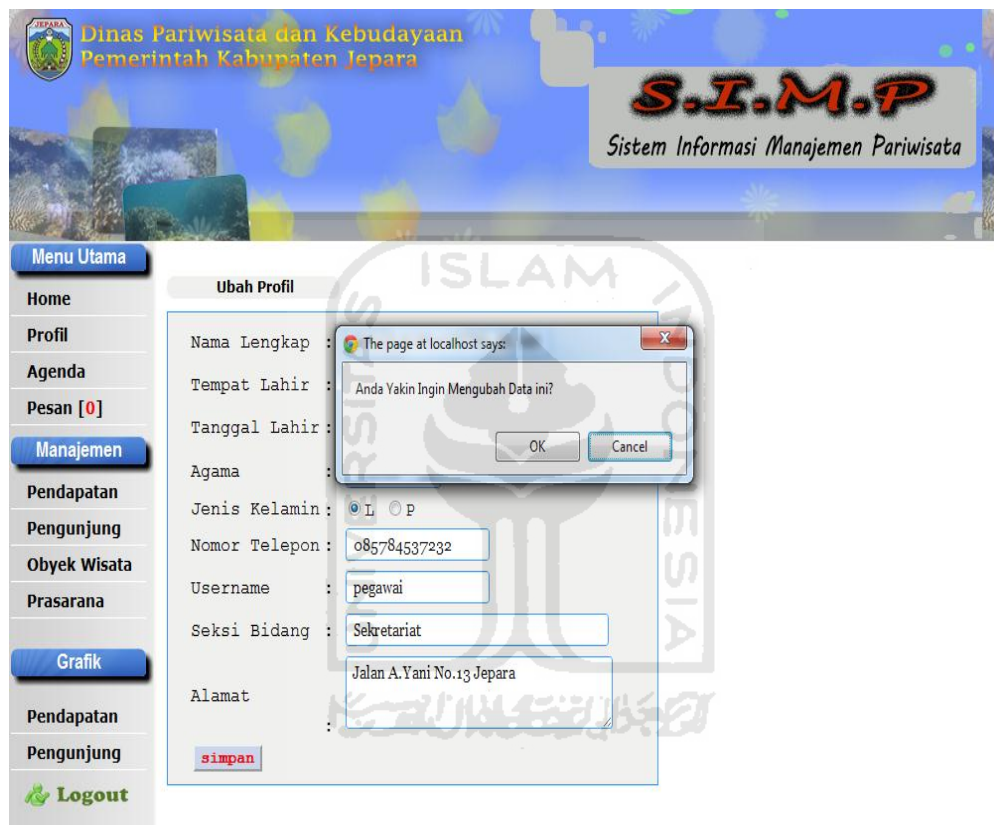 JEPARA
Dinas Pariwisata dan Kebudayaan
Pemerintah Kabupaten Jepara
S.I.M.P
Sistem Informasi Manajemen Pariwisata
Menu Utama
Home
Profil
Agenda
Pesan [0]
Manajemen
Pendapatan
Pengunjung
Obyek Wisata
Prasarana
Grafik
Pendapatan
Pengunjung
Logout
Ubah Profil
Nama Lengkap :
Tempat Lahir :
Tanggal Lahir :
Agama :
Jenis Kelamin : L P
Nomor Telepon : 085784537232
Username : pegawai
Seksi Bidang : Sekretariat
Alamat : Jalan A.Yani No.13 Jepara
simpan
The page at localhost says:
X
Anda Yakin Ingin Mengubah Data ini?
OK Cancel
UNIVERSITAS
ISLAM
INDONESIA